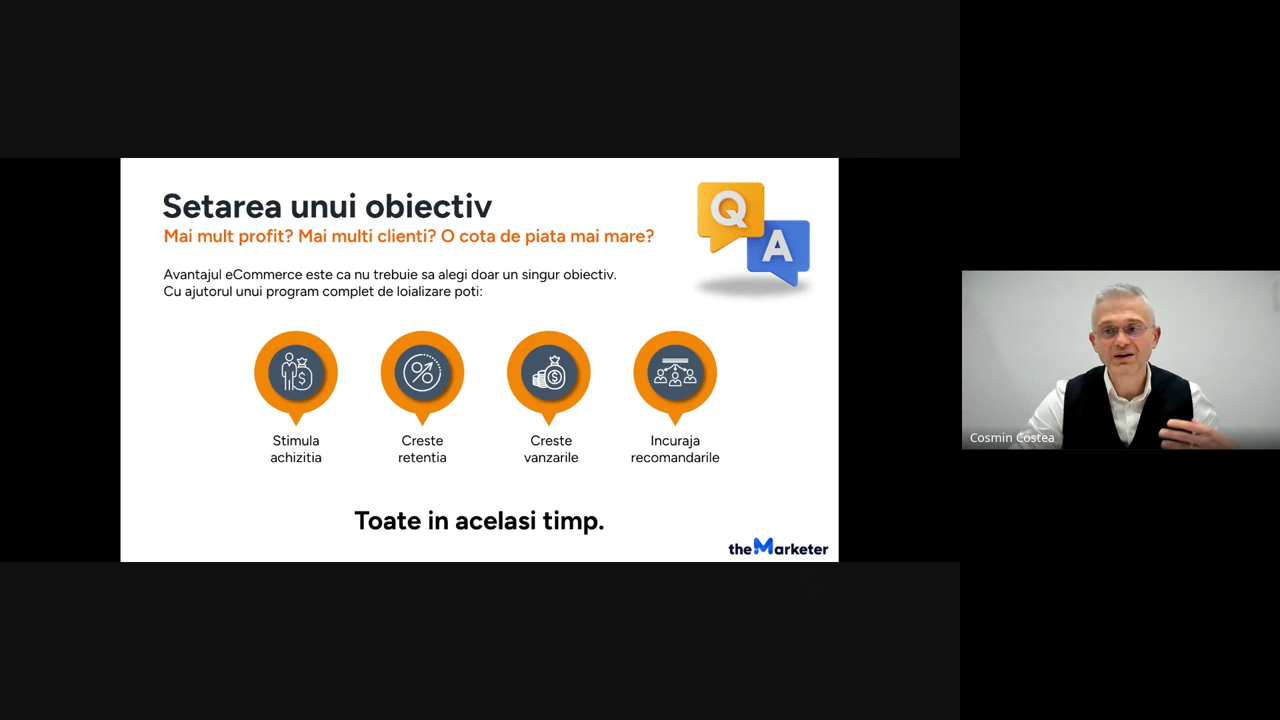 Setarea unui obiectiv
Mai mult profit? Mai multi clienti? O cota de piata mai mare?
Avantajul eCommerce este ca nu trebuie sa alegi doar un singur obiectiv.
Cu ajutorul unui program complet de loializare poti:
Q
A
Stimula
achizitia
Creste
retentia
Creste
vanzarile
Incuraja
recomandarile
Toate in acelasi timp.
theMarketer
Cosmin Costea